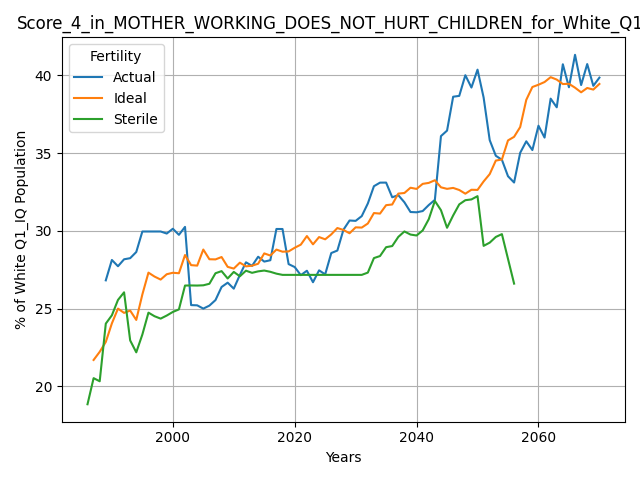 Score_4_in_MOTHER_WORKING_DOES_NOT_HURT_CHILDREN_for_White_Q1
Fertility
Actual
Ideal
Sterile
% of White Q1_IQ Population
40
35
30
25
20
2000
2020
2040
2060
Years